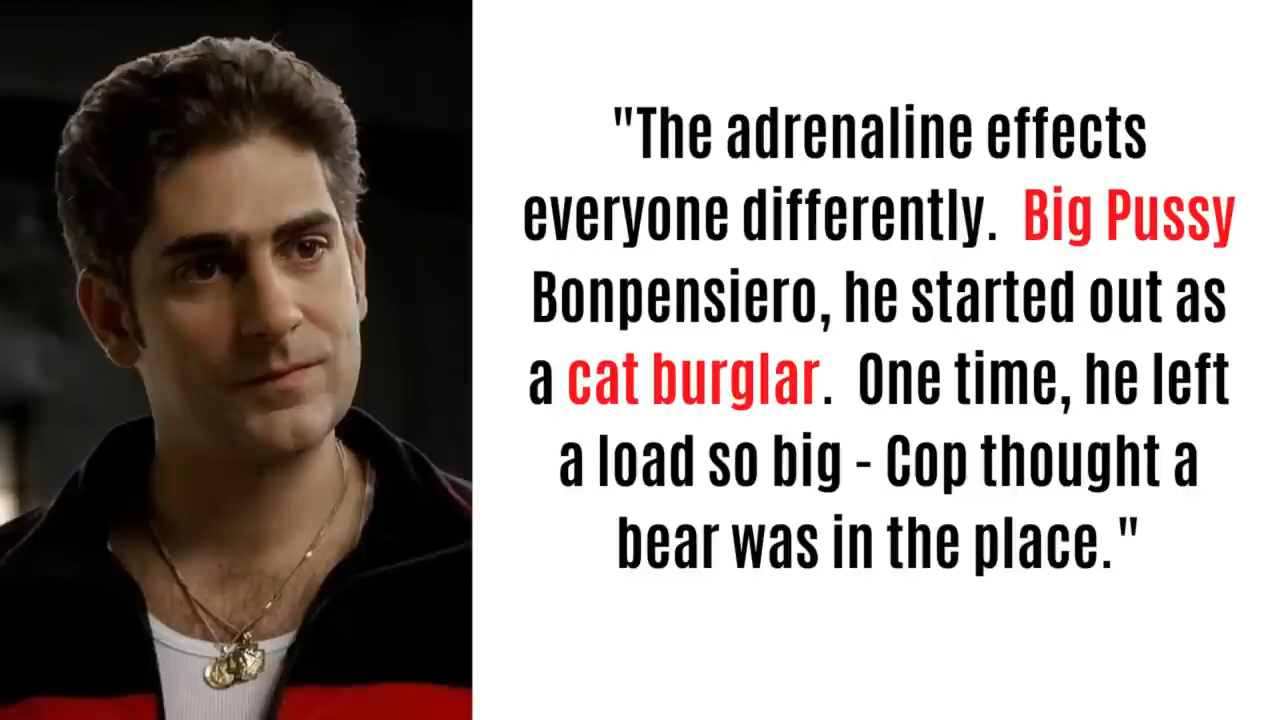 "The adrenaline effects
everyone differently. Big Pussy
Bonpensiero, he started out as
a cat burglar. One time, he left
a load so big - Cop thought a
bear was in the place."